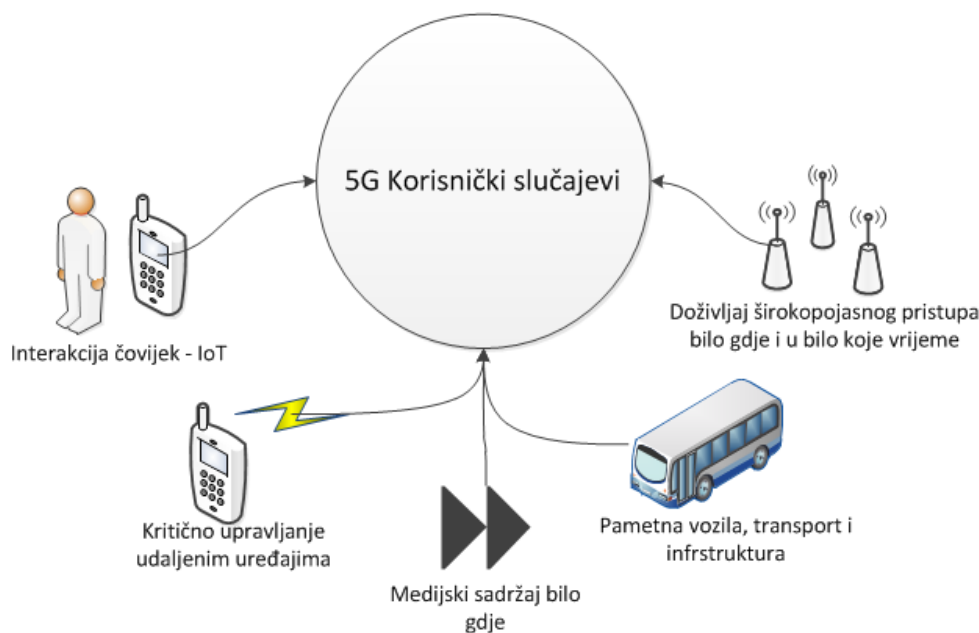 5G Korisnički slučajevi
Interakcija čovijek - IoT
Doživljaj širokopojasnog pristupa
bilo gdje i u bilo koje vrijeme
Kritično upravljanje
udaljenim uređajima
Medijski sadržaj bilo
gdje
Pametna vozila, transport i
infrstruktura